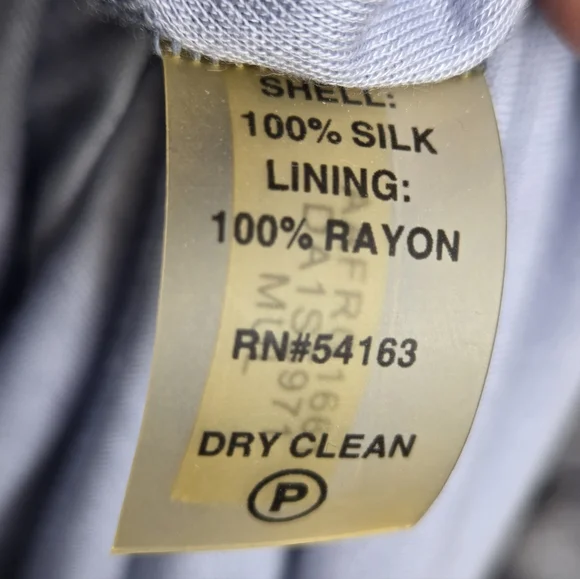 SHELL:
100% SILK
LINING:
100% RAYON
RN#54163
DRY CLEAN
P